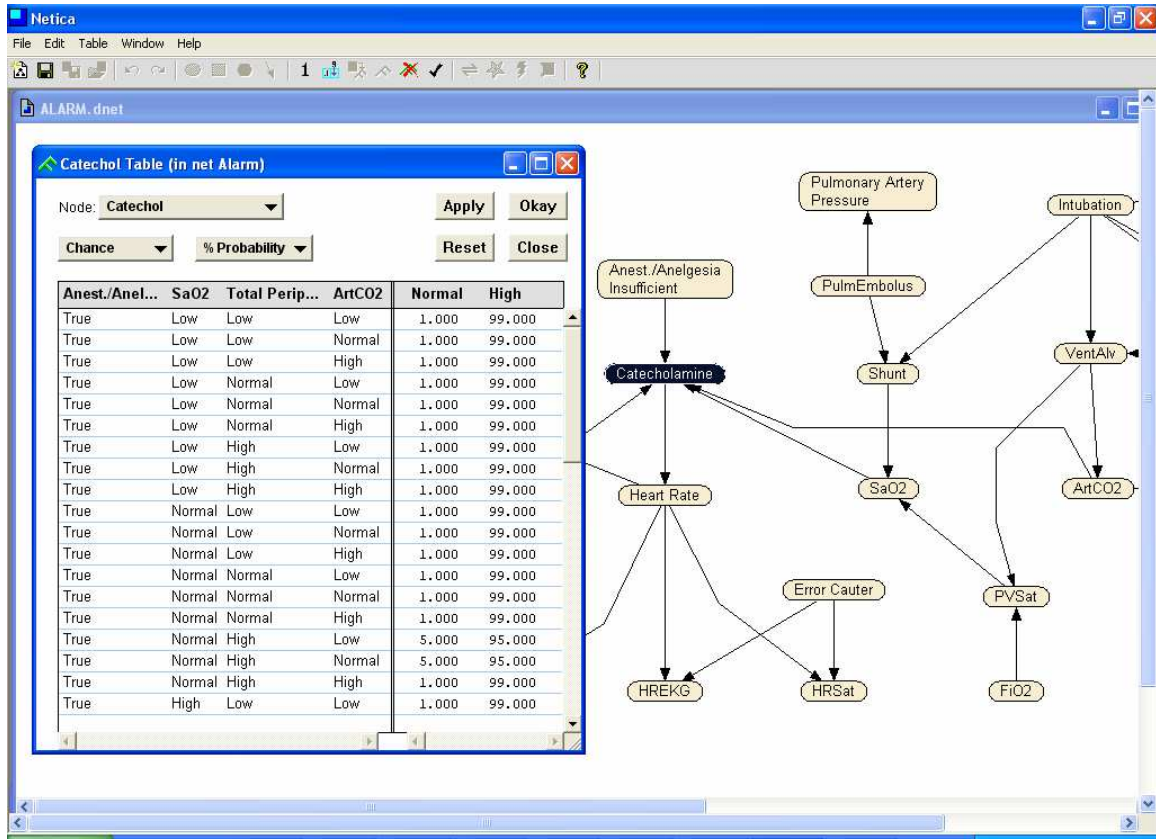 Netica
File Edit Table Window Help
1 ?
ALARM.dnet
Catechol Table (in net Alarm)
Node: Catechol Apply Okay
Chance % Probability Reset Close
Anest./Anel... SaO2 Total Perip... ArtCO2 Normal High
True Low Low Low 1.000 99.000
True Low Low Normal 1.000 99.000
True Low Low High 1.000 99.000
True Low Normal Low 1.000 99.000
True Low Normal Normal 1.000 99.000
True Low Normal High 1.000 99.000
True Low High Low 1.000 99.000
True Low High Normal 1.000 99.000
True Low High High 1.000 99.000
True Normal Low Low 1.000 99.000
True Normal Low Normal 1.000 99.000
True Normal Low High 1.000 99.000
True Normal Normal Low 1.000 99.000
True Normal Normal Normal 1.000 99.000
True Normal Normal High 1.000 99.000
True Normal High Low 5.000 95.000
True Normal High Normal 5.000 95.000
True Normal High High 1.000 99.000
True High Low Low 1.000 99.000
Pulmonary Artery
Pressure
Intubation
Anest./Anelgesia
Insufficient
PulmEmbolus
VentAlv
Catecholamine
Shunt
Heart Rate
SaO2
ArtCO2
Error Cauter
PVSat
HREKG
HRSat
FiO2